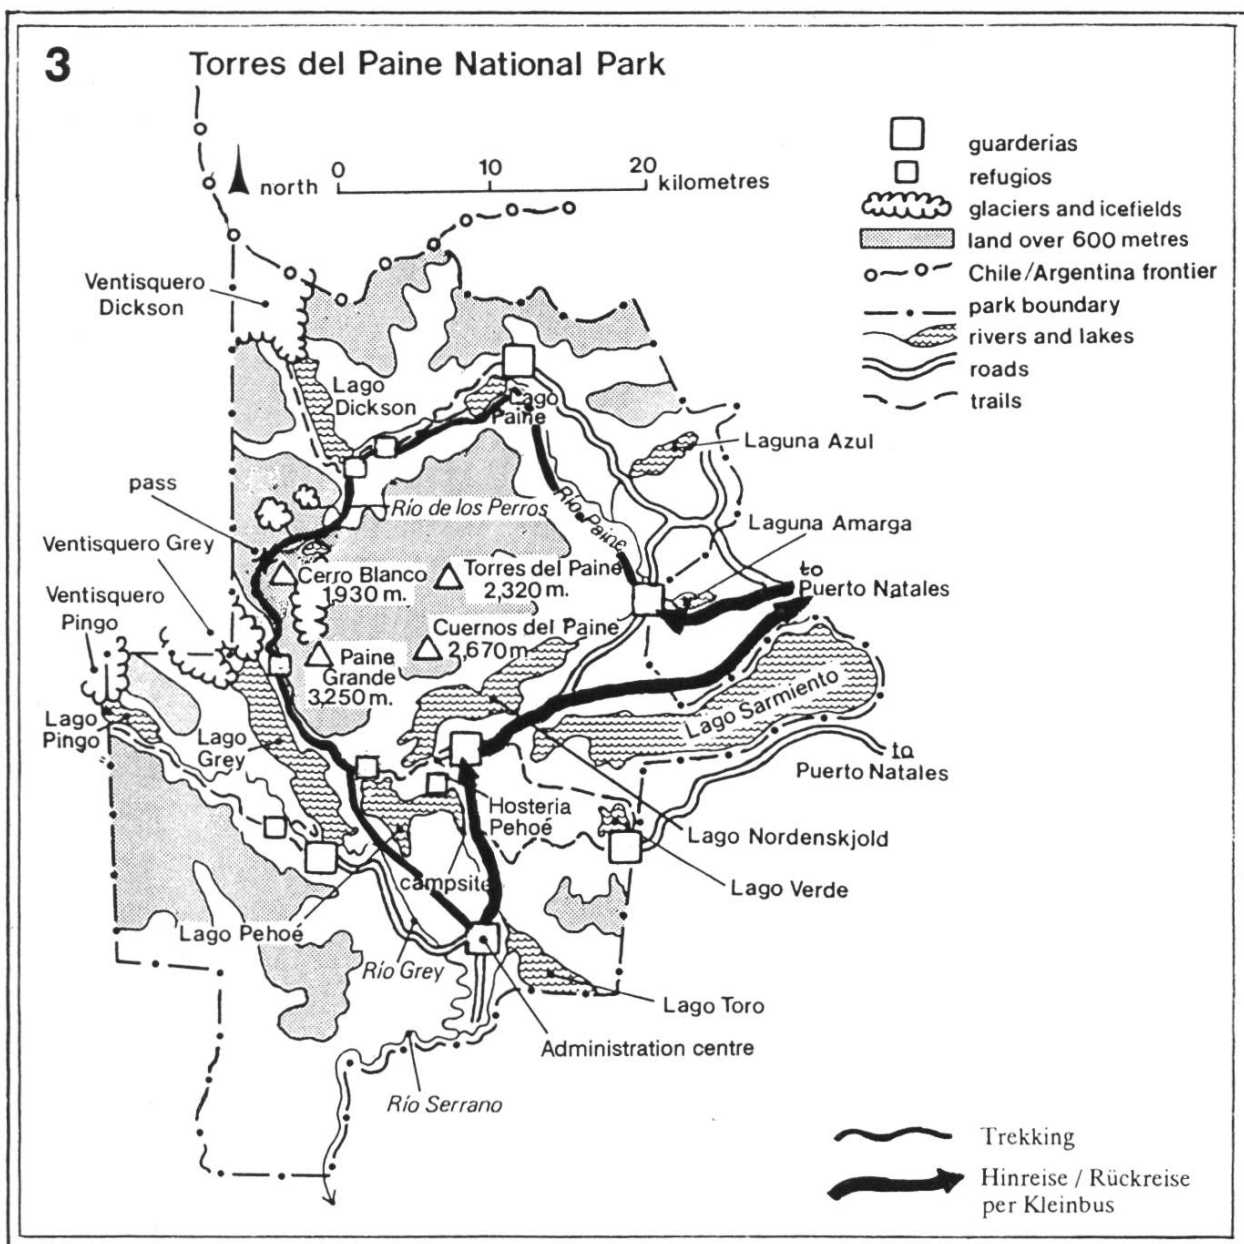 3
Torres del Paine National Park
0
10
20
north
kilometres
guarderias
refugios
glaciers and icefields
land over 600 metres
Chile/Argentina frontier
park boundary
rivers and lakes
roads
trails
Ventisquero
Dickson
Lago
Dickson
Lago
Paine
Laguna Azul
pass
Río de los Perros
Río Paine
Laguna Amarga
Ventisquero Grey
Cerro Blanco
1930 m.
Torres del Paine
2,320 m.
to
Puerto Natales
Ventisquero
Pingo
Cuernos del Paine
2,670m
Paine
Grande
3,250 m.
Lago Sarmiento
Lago
Pingo
Lago
Grey
to
Puerto Natales
Hosteria
Pehoé
Lago Nordenskjold
campsite
Lago Verde
Lago Pehoé
Río Grey
Lago Toro
Administration centre
Río Serrano
Trekking
Hinreise / Rückreise
per Kleinbus